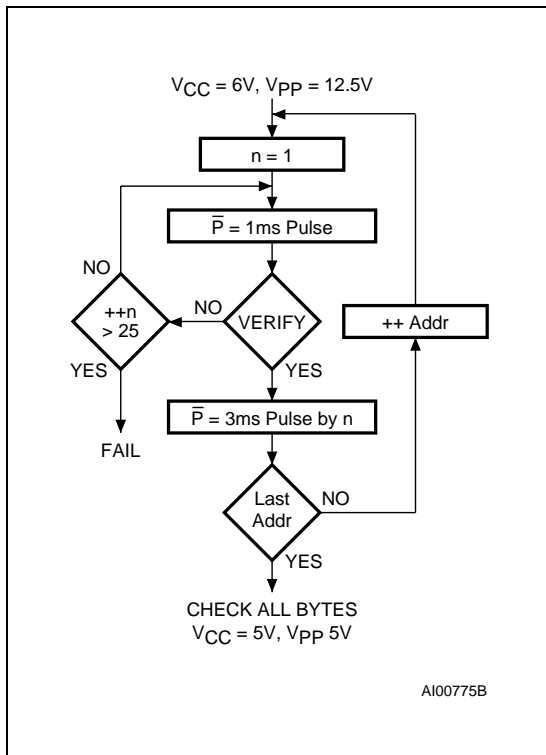 VCC = 6V, VPP = 12.5V
n = 1
P̅ = 1ms Pulse
NO
++n
> 25
NO
VERIFY
++ Addr
YES
YES
P̅ = 3ms Pulse by n
FAIL
Last
Addr
NO
YES
CHECK ALL BYTES
VCC = 5V, VPP 5V
AI00775B